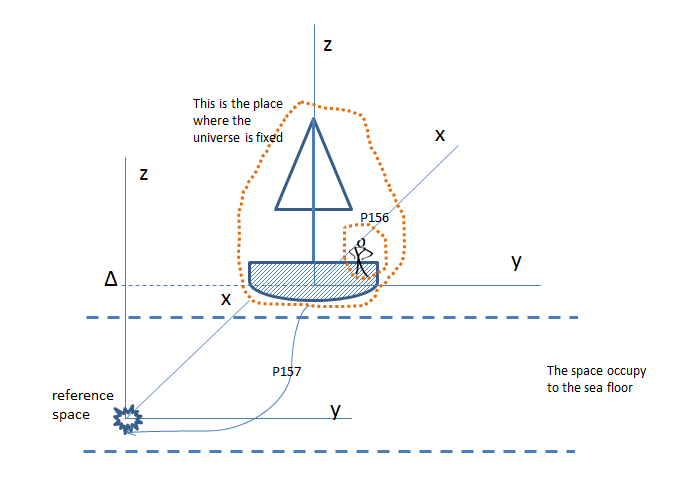 z
This is the place
where the
universe is fixed
x
z
P156
y
Δ
x
P157
The space occupy
to the sea floor
reference
space
y